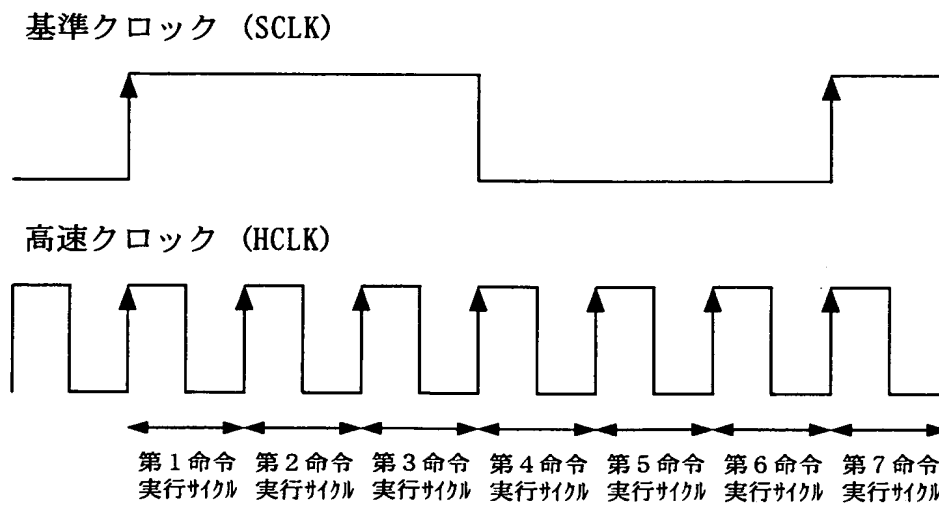 基準クロック (SCLK)
高速クロック (HCLK)
第1命令 第2命令 第3命令 第4命令 第5命令 第6命令 第7命令
実行サイクル 実行サイクル 実行サイクル 実行サイクル 実行サイクル 実行サイクル 実行サイクル